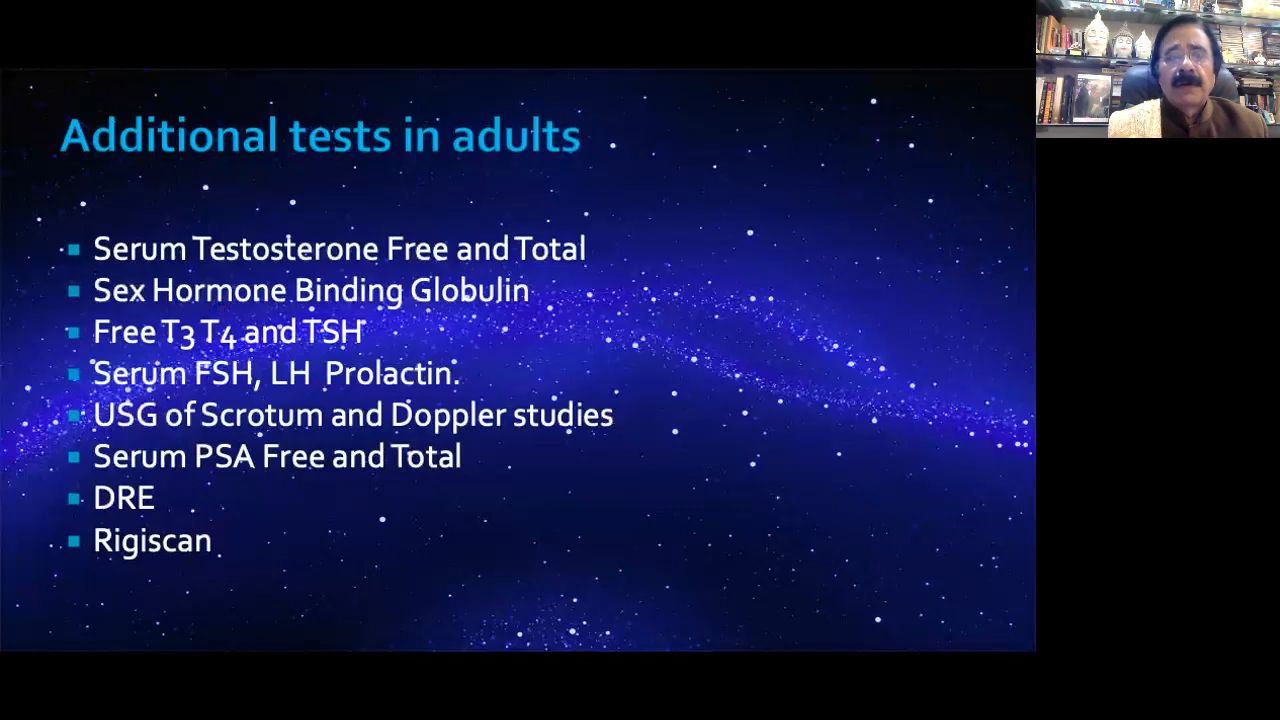 Additional tests in adults
Serum Testosterone Free and Total
Sex Hormone Binding Globulin
Free T3 T4 and TSH
Serum FSH, LH Prolactin.
USG of Scrotum and Doppler studies
Serum PSA Free and Total
DRE
Rigiscan